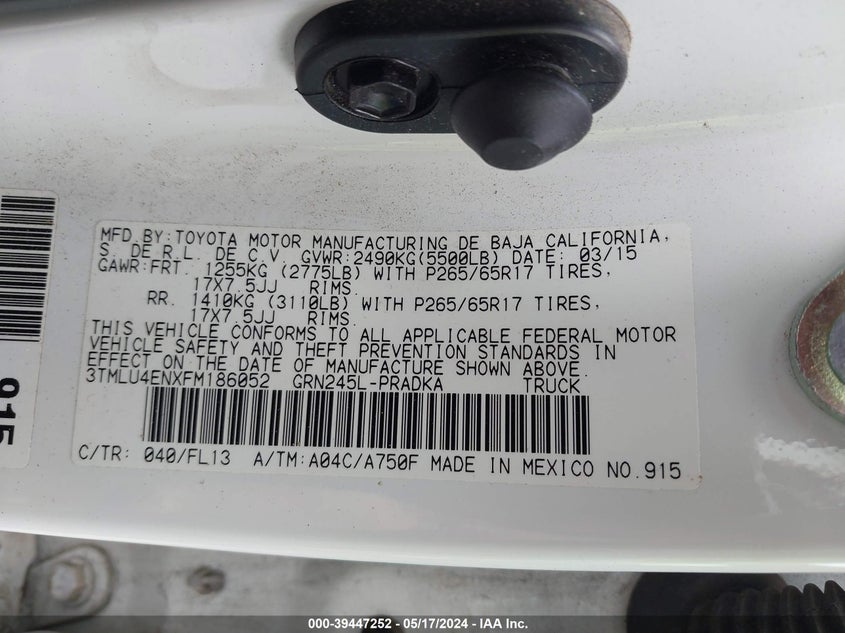 MFD.BY:TOYOTA MOTOR MANUFACTURING DE BAJA CALIFORNIA,
S. DE R.L. DE C.V. GVWR:2490KG(5500LB) DATE: 03/15
GAWR:FRT. 1255KG (2775LB) WITH P265/65R17 TIRES,
17X7.5JJ RIMS.
RR. 1410KG (3110LB) WITH P265/65R17 TIRES,
17X7.5JJ RIMS.
THIS VEHICLE CONFORMS TO ALL APPLICABLE FEDERAL MOTOR
VEHICLE SAFETY AND THEFT PREVENTION STANDARDS IN
EFFECT ON THE DATE OF MANUFACTURE SHOWN ABOVE.
3TMLU4ENXFM186052 GRN245L-PRADKA TRUCK
C/TR: 040/FL13 A/TM:A04C/A750F MADE IN MEXICO NO.915
915
000-39447252 - 05/17/2024 - IAA Inc.